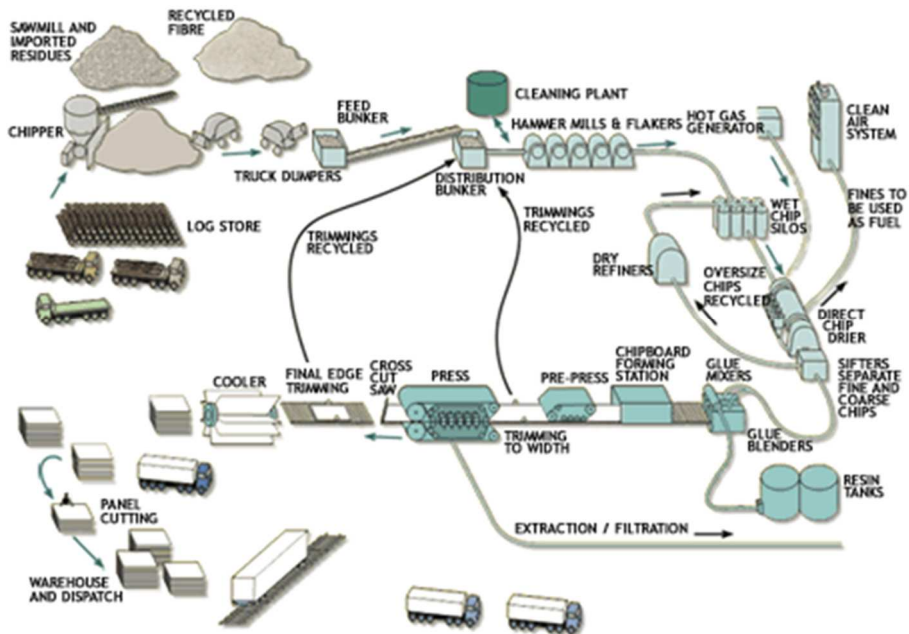 SAWMILL AND
IMPORTED
RESIDUES
RECYCLED
FIBRE
CHIPPER
FEED
BUNKER
TRUCK DUMPERS
LOG STORE
CLEANING PLANT
HAMMER MILLS & FLAKERS
DISTRIBUTION
BUNKER
HOT GAS
GENERATOR
CLEAN
AIR
SYSTEM
TRIMMINGS
RECYCLED
TRIMMINGS
RECYCLED
WET
CHIP
SILOS
FINES TO
BE USED
AS FUEL
DRY
REFINERS
OVERSIZE
CHIPS
RECYCLED
DIRECT
CHIP
DRIER
SIFTERS
SEPARATE
FINE AND
COARSE
CHIPS
COOLER
FINAL EDGE
TRIMMING
CROSS
CUT
SAW
PRESS
PRE-PRESS
CHIPBOARD
FORMING
STATION
GLUE
MIXERS
TRIMMING
TO WIDTH
GLUE
BLENDERS
RESIN
TANKS
PANEL
CUTTING
EXTRACTION / FILTRATION
WAREHOUSE
AND DISPATCH